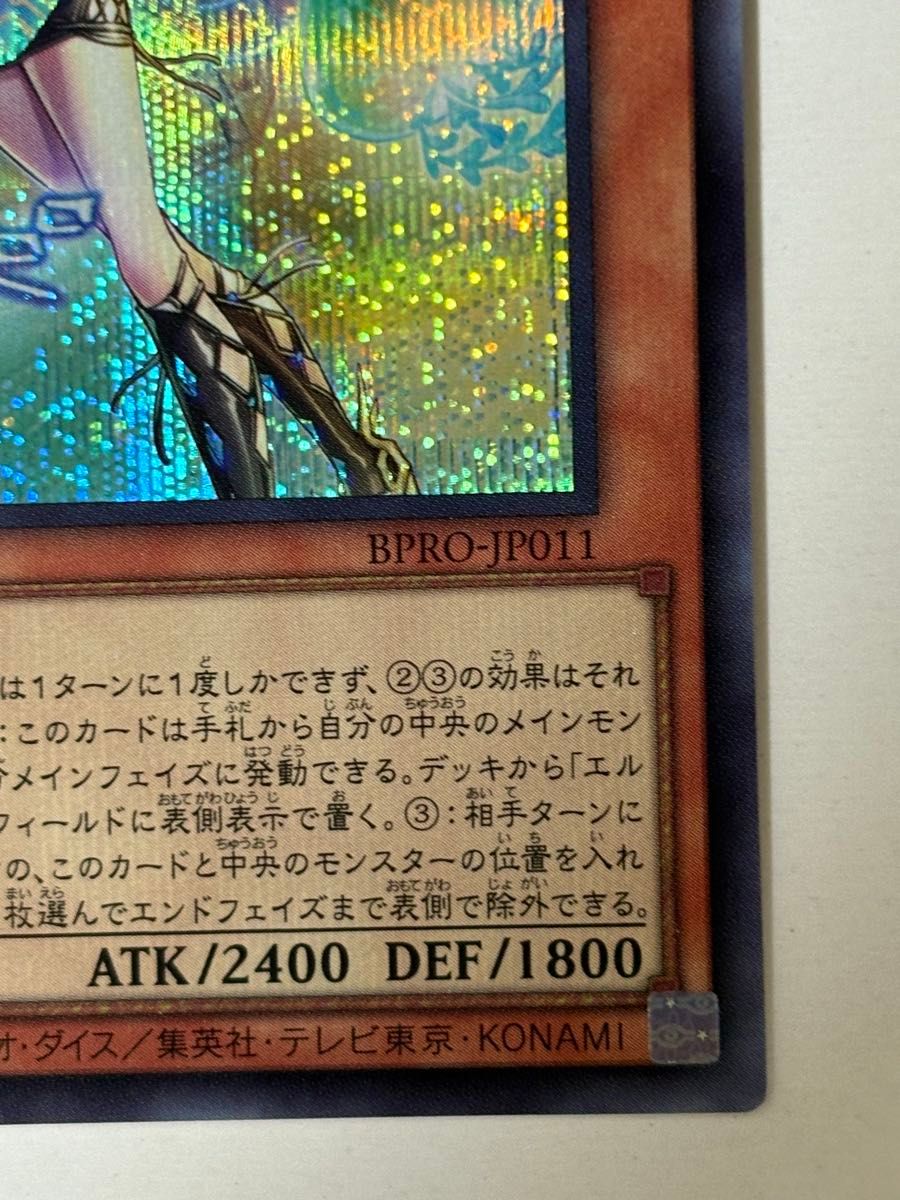 BPRO-JP011
は1ターンに1度しかできず、②③の効果はそれ
：このカードは手札から自分の中央のメインモン
メインフェイズに発動できる。デッキから「エル
フィールドに表側表示で置く。③：相手ターンに
の、このカードと中央のモンスターの位置を入れ
枚選んでエンドフェイズまで表側で除外できる。
ATK/2400 DEF/1800
オ・ダイス／集英社・テレビ東京・KONAMI